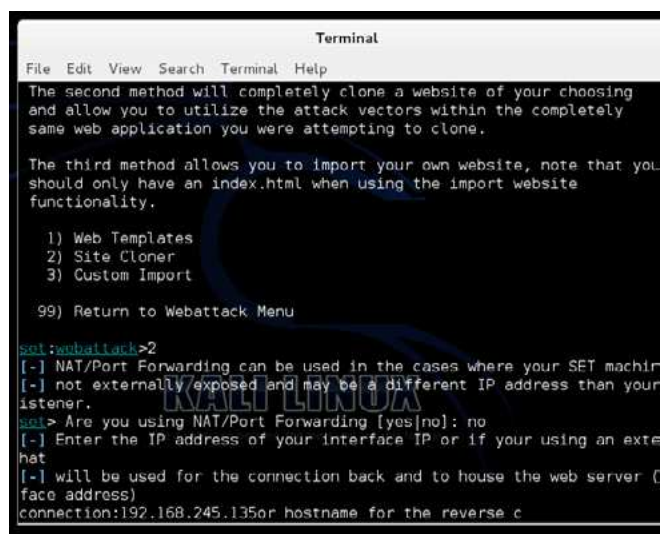 Terminal
File Edit View Search Terminal Help
The second method will completely clone a website of your choosing
and allow you to utilize the attack vectors within the completely
same web application you were attempting to clone.
The third method allows you to import your own website, note that you
should only have an index.html when using the import website
functionality.
1) Web Templates
2) Site Cloner
3) Custom Import
99) Return to Webattack Menu
set:webattack>2
[-] NAT/Port Forwarding can be used in the cases where your SET machin
[-] not externally exposed and may be a different IP address than your
istener.
set> Are you using NAT/Port Forwarding [yes|no]: no
[-] Enter the IP address of your interface IP or if your using an exte
hat
[-] will be used for the connection back and to house the web server (
face address)
connection:192.168.245.135or hostname for the reverse c
KALI LINUX